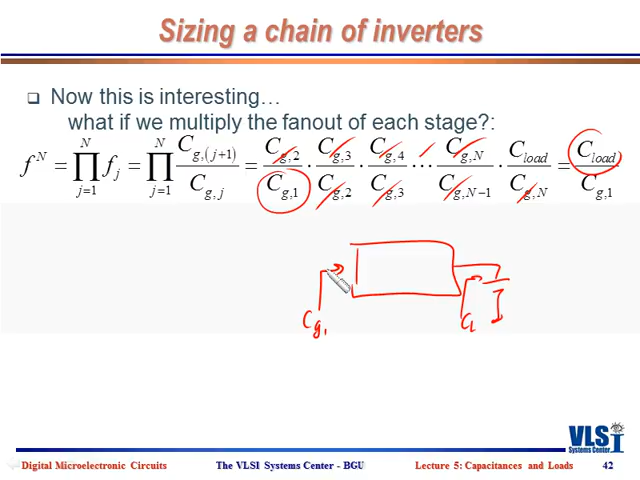 Sizing a chain of inverters
Now this is interesting…
what if we multiply the fanout of each stage?:
f^N = ∏_{j=1}^{N} f_j = ∏_{j=1}^{N} C_{g,(j+1)} / C_{g,j} = C_{g,2} / C_{g,1} · C_{g,3} / C_{g,2} · C_{g,4} / C_{g,3} ⋯ C_{g,N} / C_{g,N−1} · C_{load} / C_{g,N} = C_{load} / C_{g,1}
Cg1 CL
VLSI
Systems Center
Digital Microelectronic Circuits The VLSI Systems Center - BGU Lecture 5: Capacitances and Loads 42